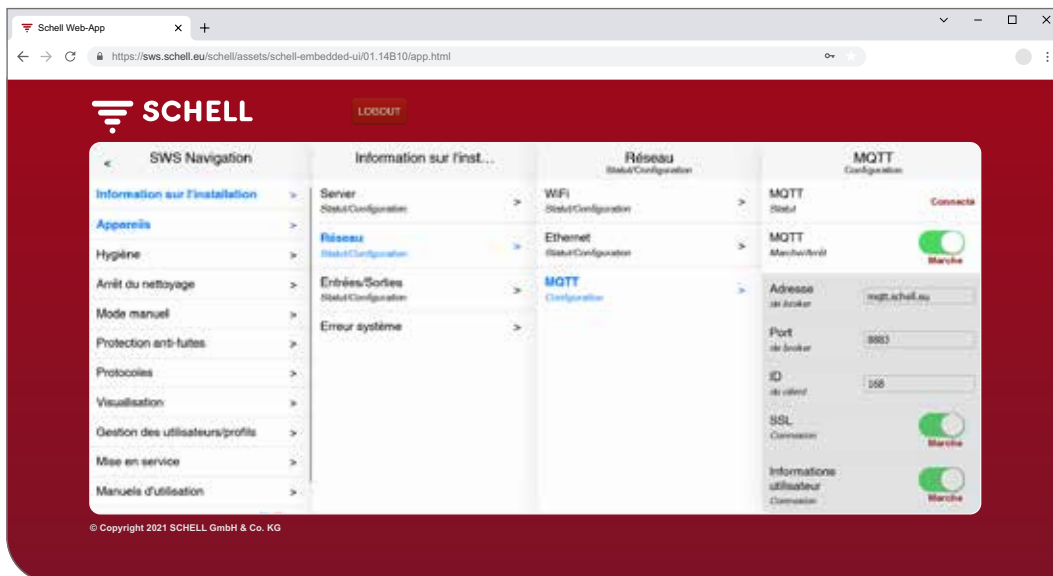 Schell Web-App
https://sws.schell.eu/schell/assets/schell-embedded-ui/01.14B10/app.html
SCHELL
LOGOUT
< SWS Navigation
Information sur l'installation >
Appareils >
Hygiène >
Arrêt du nettoyage >
Mode manuel >
Protection anti-fuites >
Protocoles >
Visualisation >
Gestion des utilisateurs/profils >
Mise en service >
Manuels d'utilisation >
Information sur l'inst...
Server >
Statut/Configuration
Réseau >
Statut/Configuration
Entrées/Sorties >
Statut/Configuration
Erreur système >
Réseau
Statut/Configuration
WiFi >
Statut/Configuration
Ethernet >
Statut/Configuration
MQTT >
Configuration
MQTT
Configuration
MQTT
Statut
Connecté
MQTT
Marche/Arrêt
Marche
Adresse
de broker
mqtt.schell.eu
Port
de broker
8883
ID
de client
168
SSL
Connexion
Marche
Informations
utilisateur
Connexion
Marche
© Copyright 2021 SCHELL GmbH & Co. KG